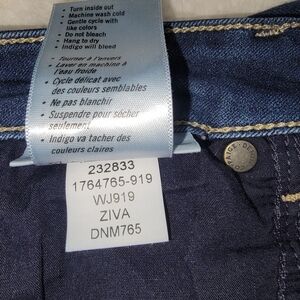 • Turn inside out
• Machine wash cold
• Gentle cycle with
like colors
• Do not bleach
• Hang to dry
• Indigo will bleed
- Tourner à l'envers
- Laver en machine à
l'eau froide
• Cycle délicat avec
des couleurs semblables
• Ne pas blanchir
• Suspendre pour sécher
seulement
• Indigo va tacher des
couleurs claires
232833
1764765-919
WJ919
ZIVA
DNM765